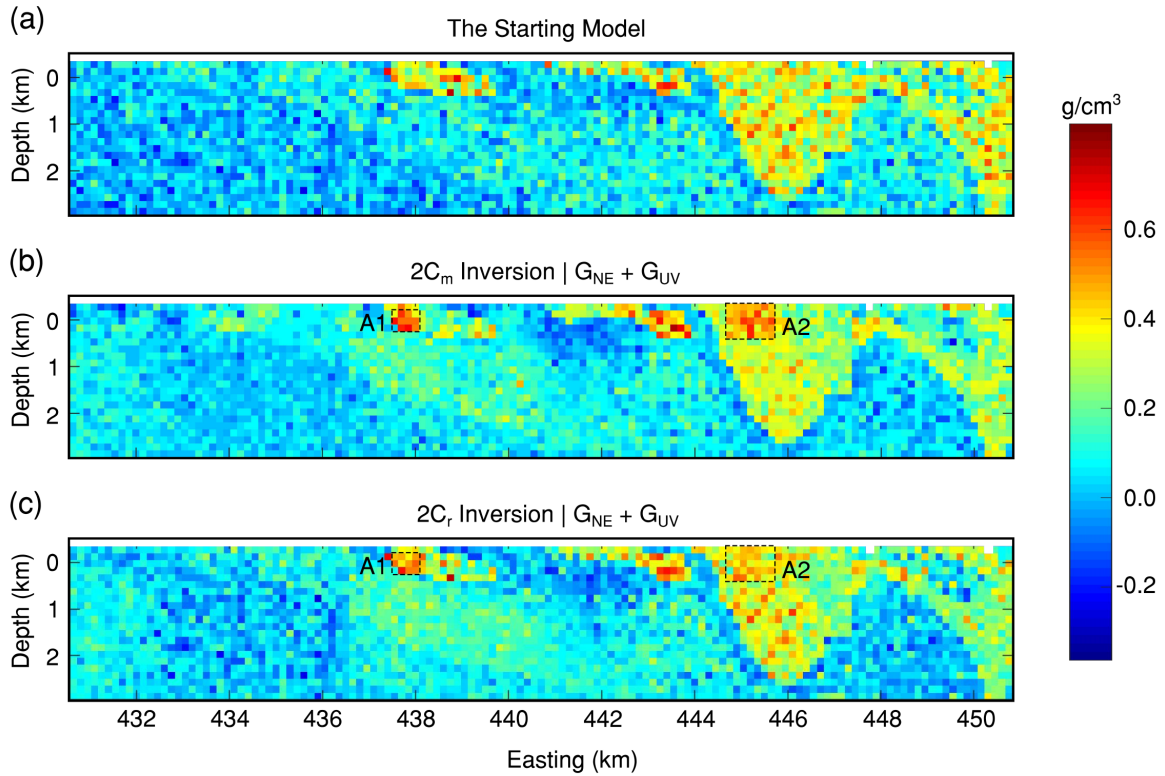 (a)
The Starting Model
Depth (km)
0
1
2
(b)
2Cm Inversion | GNE + GUV
Depth (km)
0
1
2
A1
A2
(c)
2Cr Inversion | GNE + GUV
Depth (km)
0
1
2
A1
A2
432 434 436 438 440 442 444 446 448 450
Easting (km)
g/cm³
0.6
0.4
0.2
0.0
-0.2